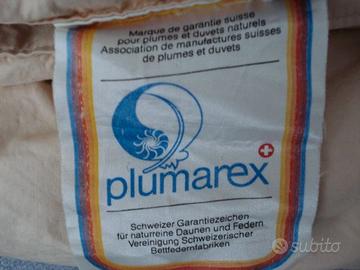 Marque de garantie suisse
pour plumes et duvets naturels
Association de manufactures suisses
de plumes et duvets
plumarex
Schweizer Garantiezeichen
für naturreine Daunen und Federn
Vereinigung Schweizerischer
Bettfedernfabriken
subito